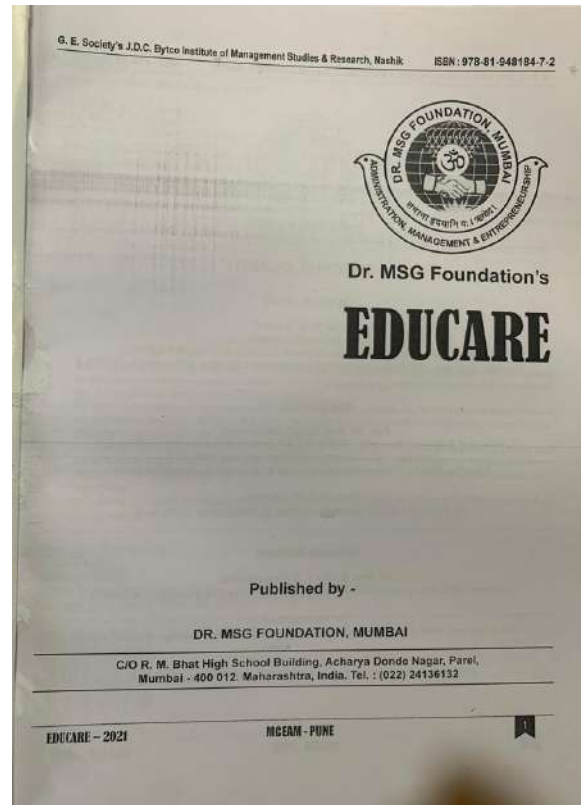 G. E. Society's J.D.C. Bytco Institute of Management Studies & Research, Nashik ISBN : 978-81-948184-7-2
DR. MSG FOUNDATION, MUMBAI
ADMINISTRATION, MANAGEMENT & ENTREPRENEURSHIP
Dr. MSG Foundation's
EDUCARE
Published by -
DR. MSG FOUNDATION, MUMBAI
C/O R. M. Bhat High School Building, Acharya Donde Nagar, Parel,
Mumbai - 400 012. Maharashtra, India. Tel. : (022) 24136132
EDUCARE – 2021 MGEAM - PUNE 1